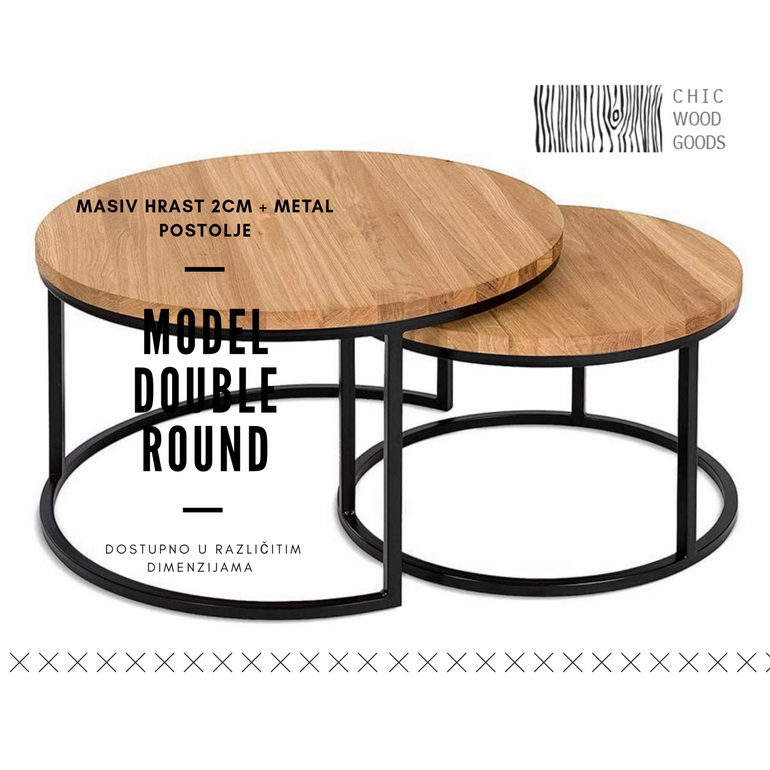 CHIC
WOOD
GOODS
MASIV HRAST 2CM + METAL
POSTOLJE
MODEL
DOUBLE
ROUND
DOSTUPNO U RAZLIČITIM
DIMENZIJAMA